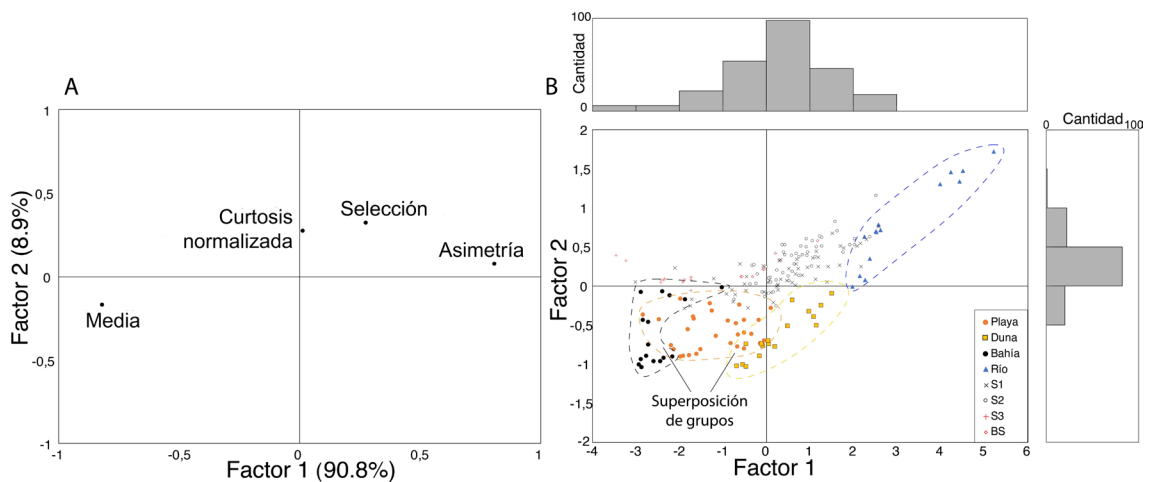 A
1
0,5
0
-0,5
-1
-1
-0,5
0
0,5
1
Factor 2 (8.9%)
Factor 1 (90.8%)
Curtosis
normalizada
Selección
Asimetría
Media
B
Cantidad
100
0
-4
6
0
Cantidad
100
2
1,5
1
0,5
0
-0,5
-1
-1,5
-2
Factor 2
-4
-3
-2
-1
0
1
2
3
4
5
6
Factor 1
Superposición
de grupos
Playa
Duna
Bahía
Río
S1
S2
S3
BS